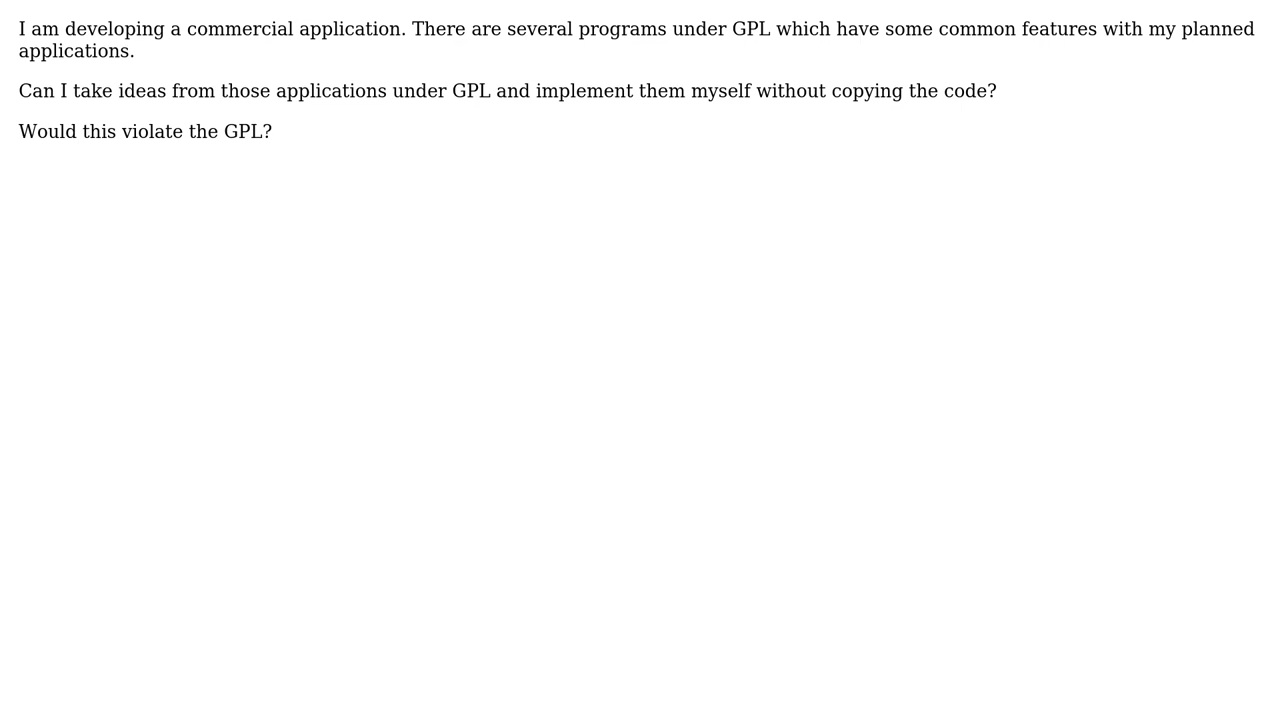 I am developing a commercial application. There are several programs under GPL which have some common features with my planned
applications.
Can I take ideas from those applications under GPL and implement them myself without copying the code?
Would this violate the GPL?